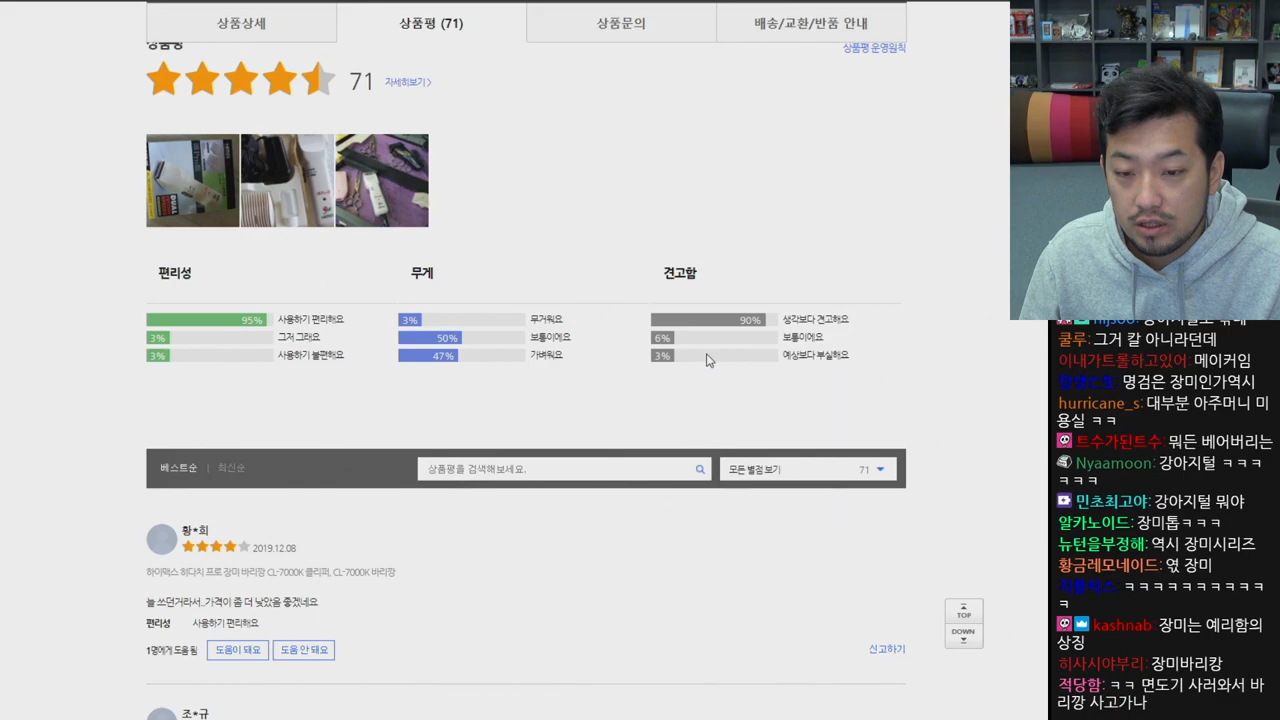 상품상세
상품평 (71)
상품문의
배송/교환/반품 안내
상품평
상품평 운영원칙
71 자세히보기 >
편리성
무게
견고함
95% 사용하기 편리해요
3% 그저 그래요
3% 사용하기 불편해요
3% 무거워요
50% 보통이에요
47% 가벼워요
90% 생각보다 견고해요
6% 보통이에요
3% 예상보다 부실해요
베스트순 | 최신순
상품평을 검색해보세요.
모든 별점 보기 71
황*희
2019.12.08
하이맥스 히다치 프로 장미 바리깡 CL-7000K 클리퍼, CL-7000K 바리깡
늘 쓰던거라서..가격이 좀 더 낮았음 좋겠네요
편리성 사용하기 편리해요
1명에게 도움 됨 도움이 돼요 도움 안 돼요
신고하기
조*규
TOP
DOWN
쿨루: 그거 칼 아니라던데
이내가트롤하고있어: 메이커임
명검은 장미인가역시
hurricane_s: 대부분 아주머니 미
용실 ㅋㅋ
트수가된트수: 뭐든 베어버리는
Nyaamoon: 강아지털 ㅋㅋㅋ
ㅋㅋㅋ
민초최고야: 강아지털 뭐야
알카노이드: 장미톱ㅋㅋㅋ
뉴턴을부정해: 역시 장미시리즈
황금레모네이드: 엯 장미
ㅋㅋㅋㅋㅋㅋㅋㅋㅋㅋ
ㅋ
kashnab: 장미는 예리함의
상징
히사시야부리: 장미바리캉
적당함: ㅋㅋ 면도기 사러와서 바
리깡 사고가나